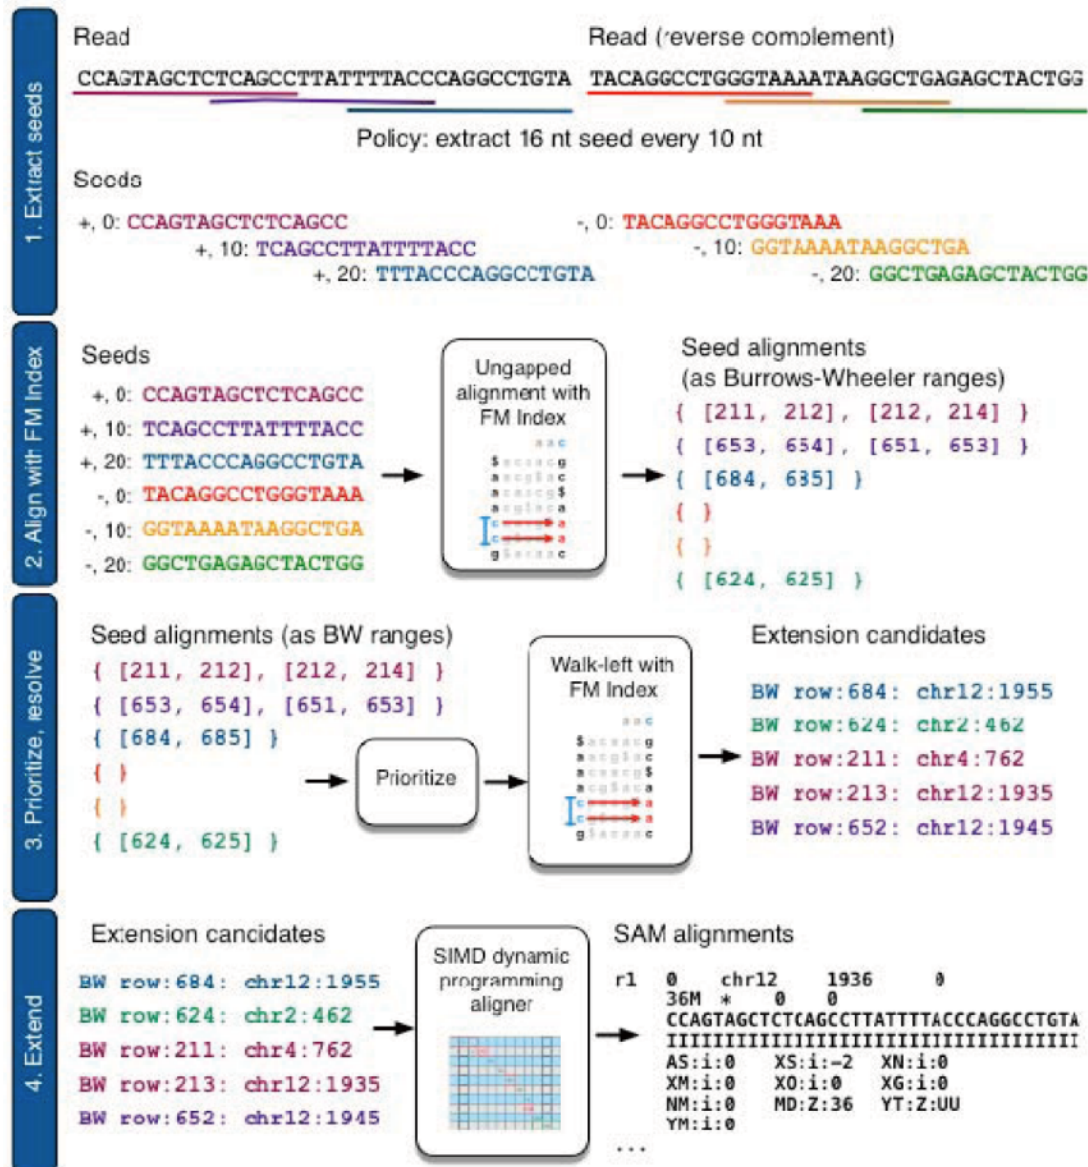 1. Extract seeds
Read
Read (reverse complement)
CCAGTAGCTCTCAGCCTTATTTTACCCAGGCCTGTA
TACAGGCCTGGGTAAAATAAGGCTGAGAGCTACTGG
Policy: extract 16 nt seed every 10 nt
Seeds
+, 0: CCAGTAGCTCTCAGCC
-, 0: TACAGGCCTGGGTAAA
+, 10: TCAGCCTTATTTTACC
-, 10: GGTAAAATAAGGCTGA
+, 20: TTTACCCAGGCCTGTA
-, 20: GGCTGAGAGCTACTGG
2. Align with FM Index
Seeds
+, 0: CCAGTAGCTCTCAGCC
+, 10: TCAGCCTTATTTTACC
+, 20: TTTACCCAGGCCTGTA
-, 0: TACAGGCCTGGGTAAA
-, 10: GGTAAAATAAGGCTGA
-, 20: GGCTGAGAGCTACTGG
Ungapped
alignment with
FM Index
a a c
$ a c a a c g
a a c g $ a c
a c a a c g $
a c g $ a c a
c a
c a
g $ a c a a c
Seed alignments
(as Burrows-Wheeler ranges)
{ [211, 212], [212, 214] }
{ [653, 654], [651, 653] }
{ [684, 685] }
{ }
{ }
{ [624, 625] }
3. Prioritize, resolve
Seed alignments (as BW ranges)
{ [211, 212], [212, 214] }
{ [653, 654], [651, 653] }
{ [684, 685] }
{ }
{ }
{ [624, 625] }
Prioritize
Walk-left with
FM Index
a a c
$ a c a a c g
a a c g $ a c
a c a a c g $
a c g $ a c a
c a
c a
g $ a c a a c
Extension candidates
BW row:684: chr12:1955
BW row:624: chr2:462
BW row:211: chr4:762
BW row:213: chr12:1935
BW row:652: chr12:1945
4. Extend
Extension candidates
BW row:684: chr12:1955
BW row:624: chr2:462
BW row:211: chr4:762
BW row:213: chr12:1935
BW row:652: chr12:1945
SIMD dynamic
programming
aligner
SAM alignments
r1 0 chr12 1936 0
36M * 0 0
CCAGTAGCTCTCAGCCTTATTTTACCCAGGCCTGTA
IIIIIIIIIIIIIIIIIIIIIIIIIIIIIIIIIIII
AS:i:0 XS:i:-2 XN:i:0
XM:i:0 XO:i:0 XG:i:0
NM:i:0 MD:Z:36 YT:Z:UU
YM:i:0
...